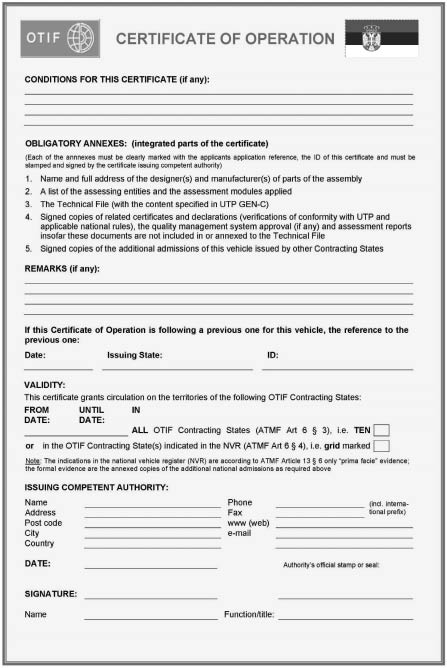 OTIF
CERTIFICATE OF OPERATION
CONDITIONS FOR THIS CERTIFICATE (if any):
OBLIGATORY ANNEXES: (integrated parts of the certificate)
(Each of the annnexes must be clearly marked with the applicants application reference, the ID of this certificate and must be
stamped and signed by the certificate issuing competent authority)
1. Name and full address of the designer(s) and manufacturer(s) of parts of the assembly
2. A list of the assessing entities and the assessment modules applied
3. The Technical File (with the content specified in UTP GEN-C)
4. Signed copies of related certificates and declarations (verifications of conformity with UTP and
applicable national rules), the quality management system approval (if any) and assessment reports
insofar these documents are not included in or annexed to the Technical File
5. Signed copies of the additional admissions of this vehicle issued by other Contracting States
REMARKS (if any):
If this Certificate of Operation is following a previous one for this vehicle, the reference to the
previous one:
Date: Issuing State: ID:
VALIDITY:
This certificate grants circulation on the territories of the following OTIF Contracting States:
FROM UNTIL IN
DATE: DATE:
ALL OTIF Contracting States (ATMF Art 6 § 3), i.e. TEN
or in the OTIF Contracting State(s) indicated in the NVR (ATMF Art 6 § 4), i.e. grid marked
Note: The indications in the national vehicle register (NVR) are according to ATMF Article 13 § 6 only "prima facie" evidence;
the formal evidence are the annexed copies of the additional national admissions as required above
ISSUING COMPETENT AUTHORITY:
Name Phone (incl. interna-
Address Fax tional prefix)
Post code www (web)
City e-mail
Country
DATE: Authority's official stamp or seal:
SIGNATURE:
Name Function/title: